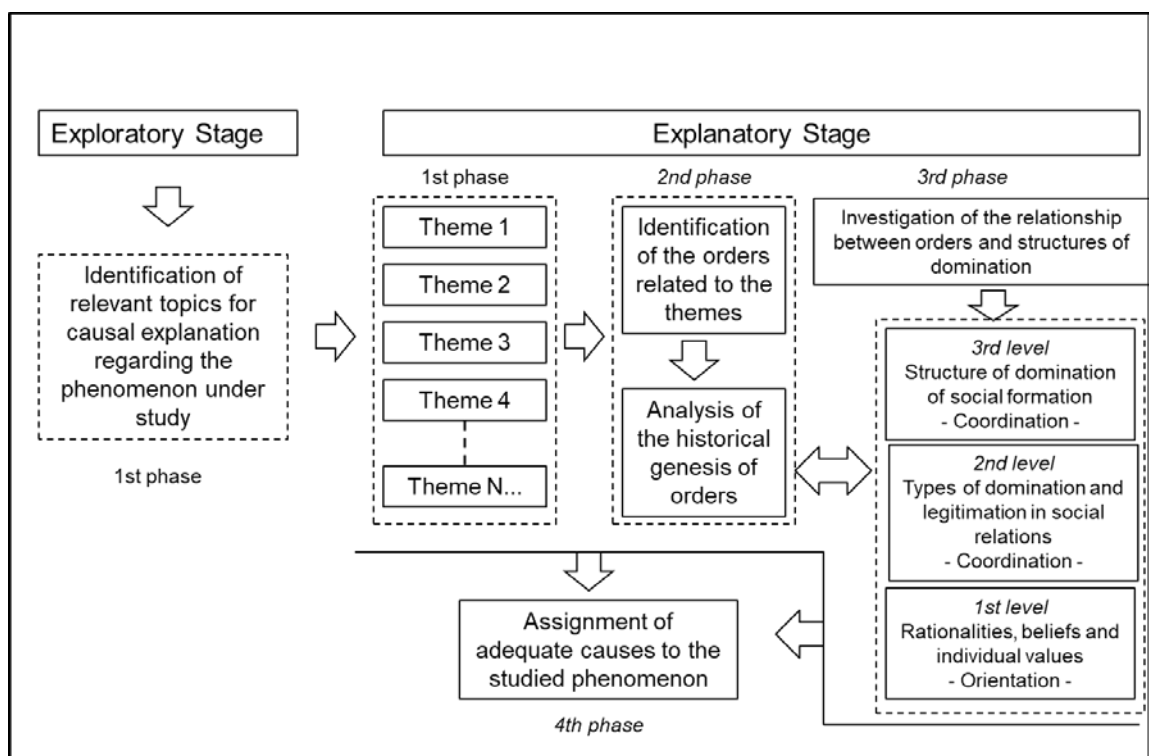 Exploratory Stage
Identification of
relevant topics for
causal explanation
regarding the
phenomenon under
study
1st phase
Explanatory Stage
1st phase
Theme 1
Theme 2
Theme 3
Theme 4
Theme N...
2nd phase
Identification
of the orders
related to the
themes
Analysis of
the historical
genesis of
orders
3rd phase
Investigation of the relationship
between orders and structures of
domination
3rd level
Structure of domination
of social formation
- Coordination -
2nd level
Types of domination and
legitimation in social
relations
- Coordination -
1st level
Rationalities, beliefs and
individual values
- Orientation -
Assignment of
adequate causes to the
studied phenomenon
4th phase